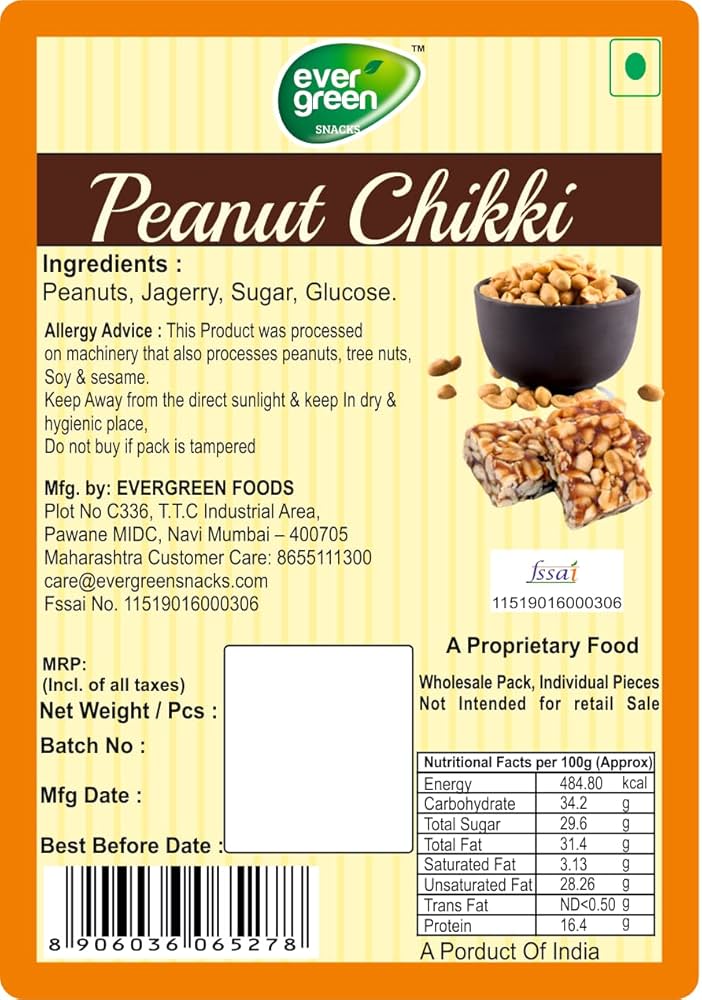 ever
green
SNACKS
TM
Peanut Chikki
Ingredients :
Peanuts, Jagerry, Sugar, Glucose.
Allergy Advice : This Product was processed
on machinery that also processes peanuts, tree nuts,
Soy & sesame.
Keep Away from the direct sunlight & keep In dry &
hygienic place,
Do not buy if pack is tampered
Mfg. by: EVERGREEN FOODS
Plot No C336, T.T.C Industrial Area,
Pawane MIDC, Navi Mumbai – 400705
Maharashtra Customer Care: 8655111300
care@evergreensnacks.com
Fssai No. 11519016000306
fssai
11519016000306
A Proprietary Food
Wholesale Pack, Individual Pieces
Not Intended for retail Sale
MRP:
(Incl. of all taxes)
Net Weight / Pcs :
Batch No :
Mfg Date :
Best Before Date :
Nutritional Facts per 100g (Approx)
Energy 484.80 kcal
Carbohydrate 34.2 g
Total Sugar 29.6 g
Total Fat 31.4 g
Saturated Fat 3.13 g
Unsaturated Fat 28.26 g
Trans Fat ND<0.50 g
Protein 16.4 g
8 906036 065278
A Porduct Of India